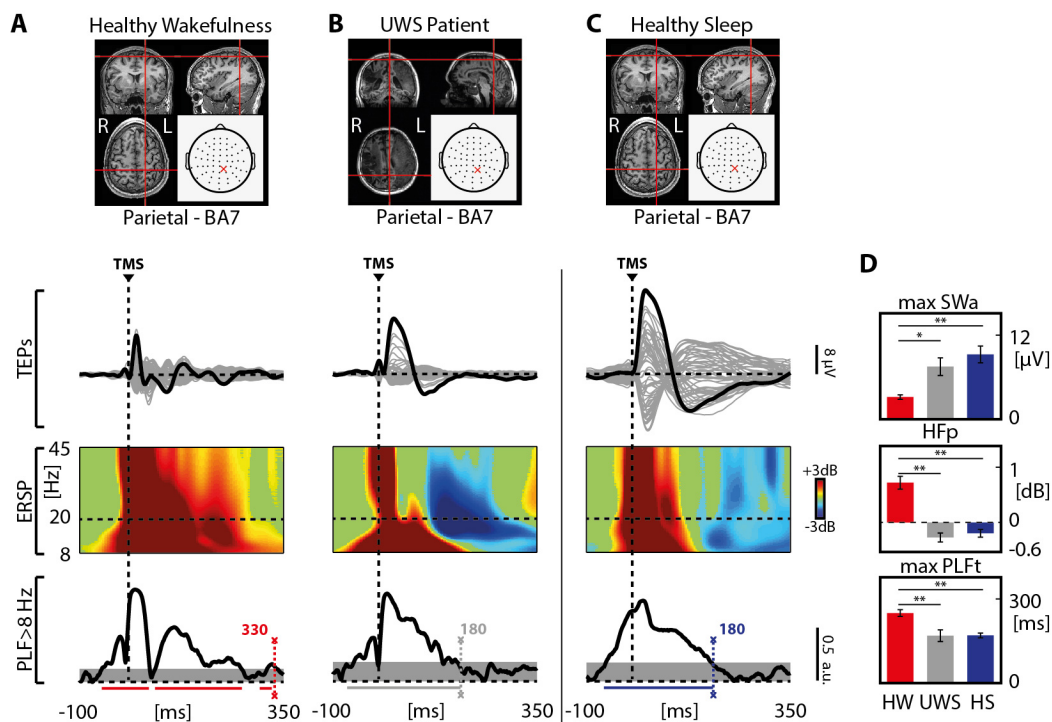 A
Healthy Wakefulness
R
L
Parietal - BA7
B
UWS Patient
R
L
Parietal - BA7
C
Healthy Sleep
R
L
Parietal - BA7
TEPs
TMS
TMS
TMS
8 µV
ERSP
[Hz]
45
20
8
+3dB
-3dB
PLF>8 Hz
330
180
180
0.5 a.u.
-100
[ms]
350
[ms]
-100
[ms]
350
D
max SWa
*
**
12
[µV]
0
HFp
**
**
1
[dB]
0
-0.6
max PLFt
**
**
300
[ms]
0
HW
UWS
HS